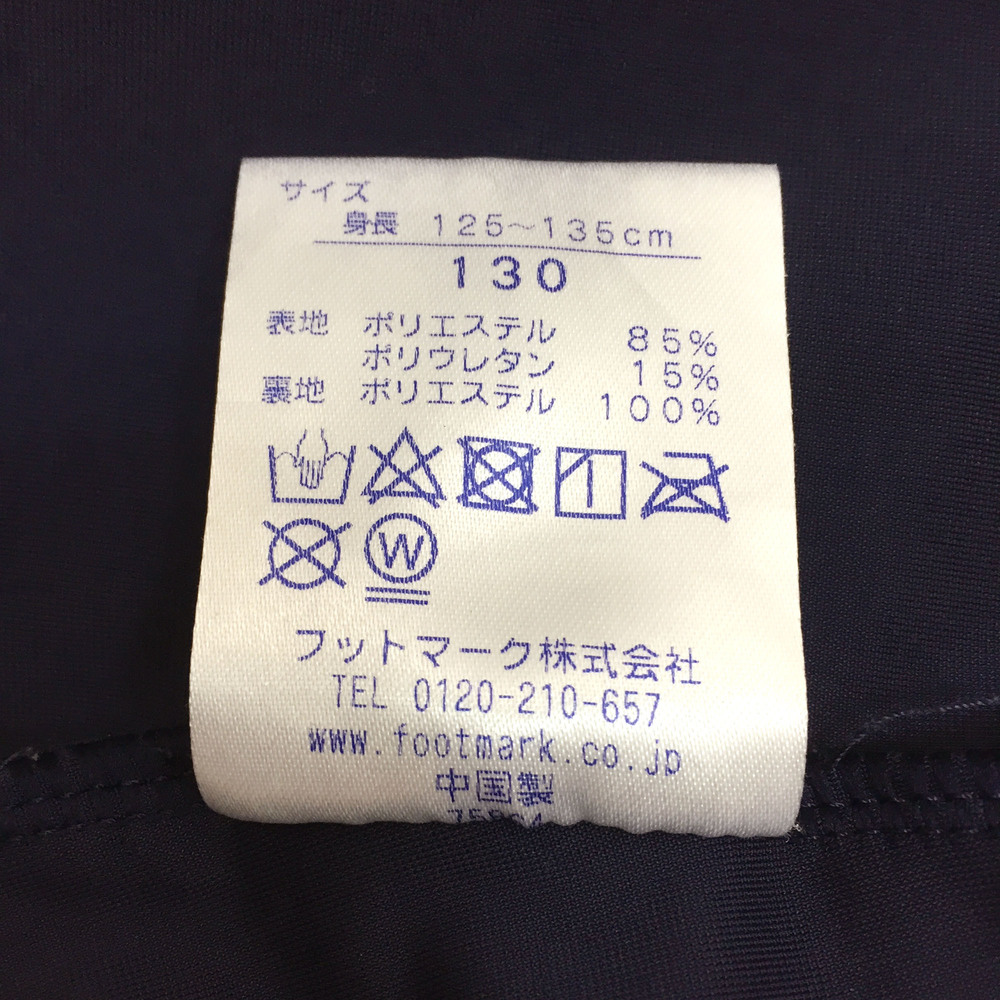 サイズ
身長 125～135cm
130
表地 ポリエステル 85%
ポリウレタン 15%
裏地 ポリエステル 100%
W
フットマーク株式会社
TEL 0120-210-657
www.footmark.co.jp
中国製